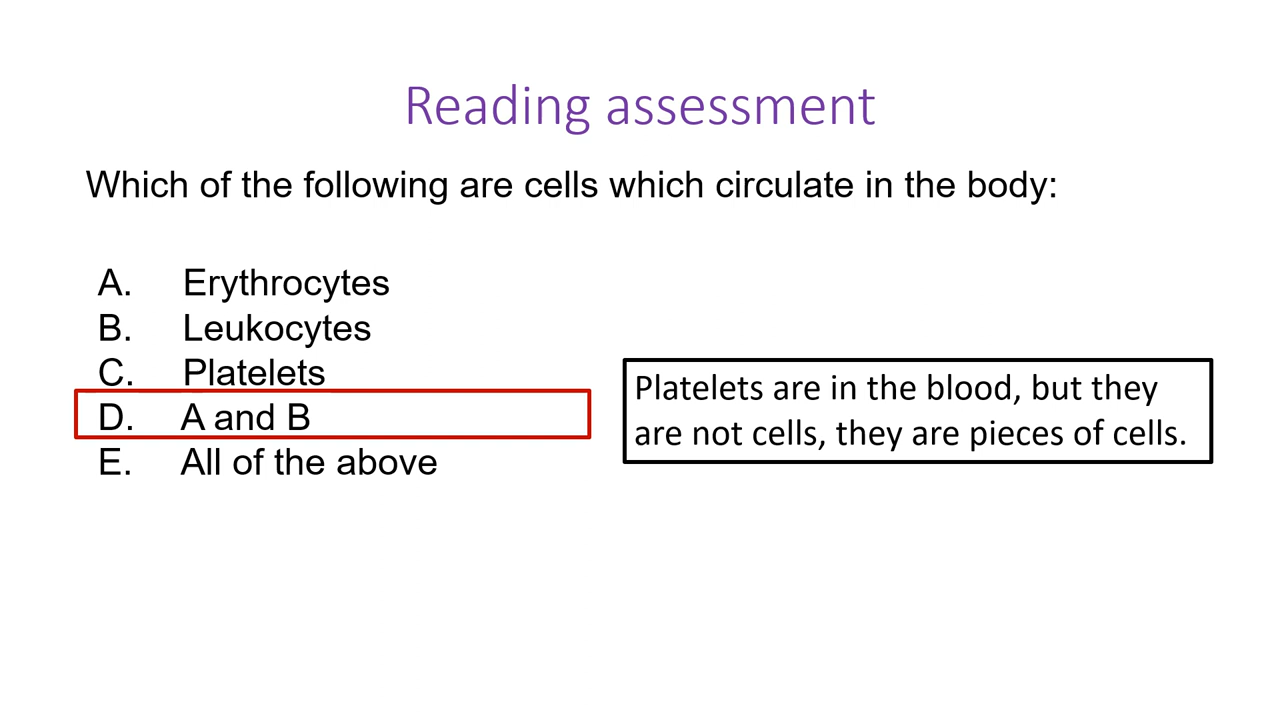 Reading assessment
Which of the following are cells which circulate in the body:
A. Erythrocytes
B. Leukocytes
C. Platelets
D. A and B
E. All of the above
Platelets are in the blood, but they
are not cells, they are pieces of cells.